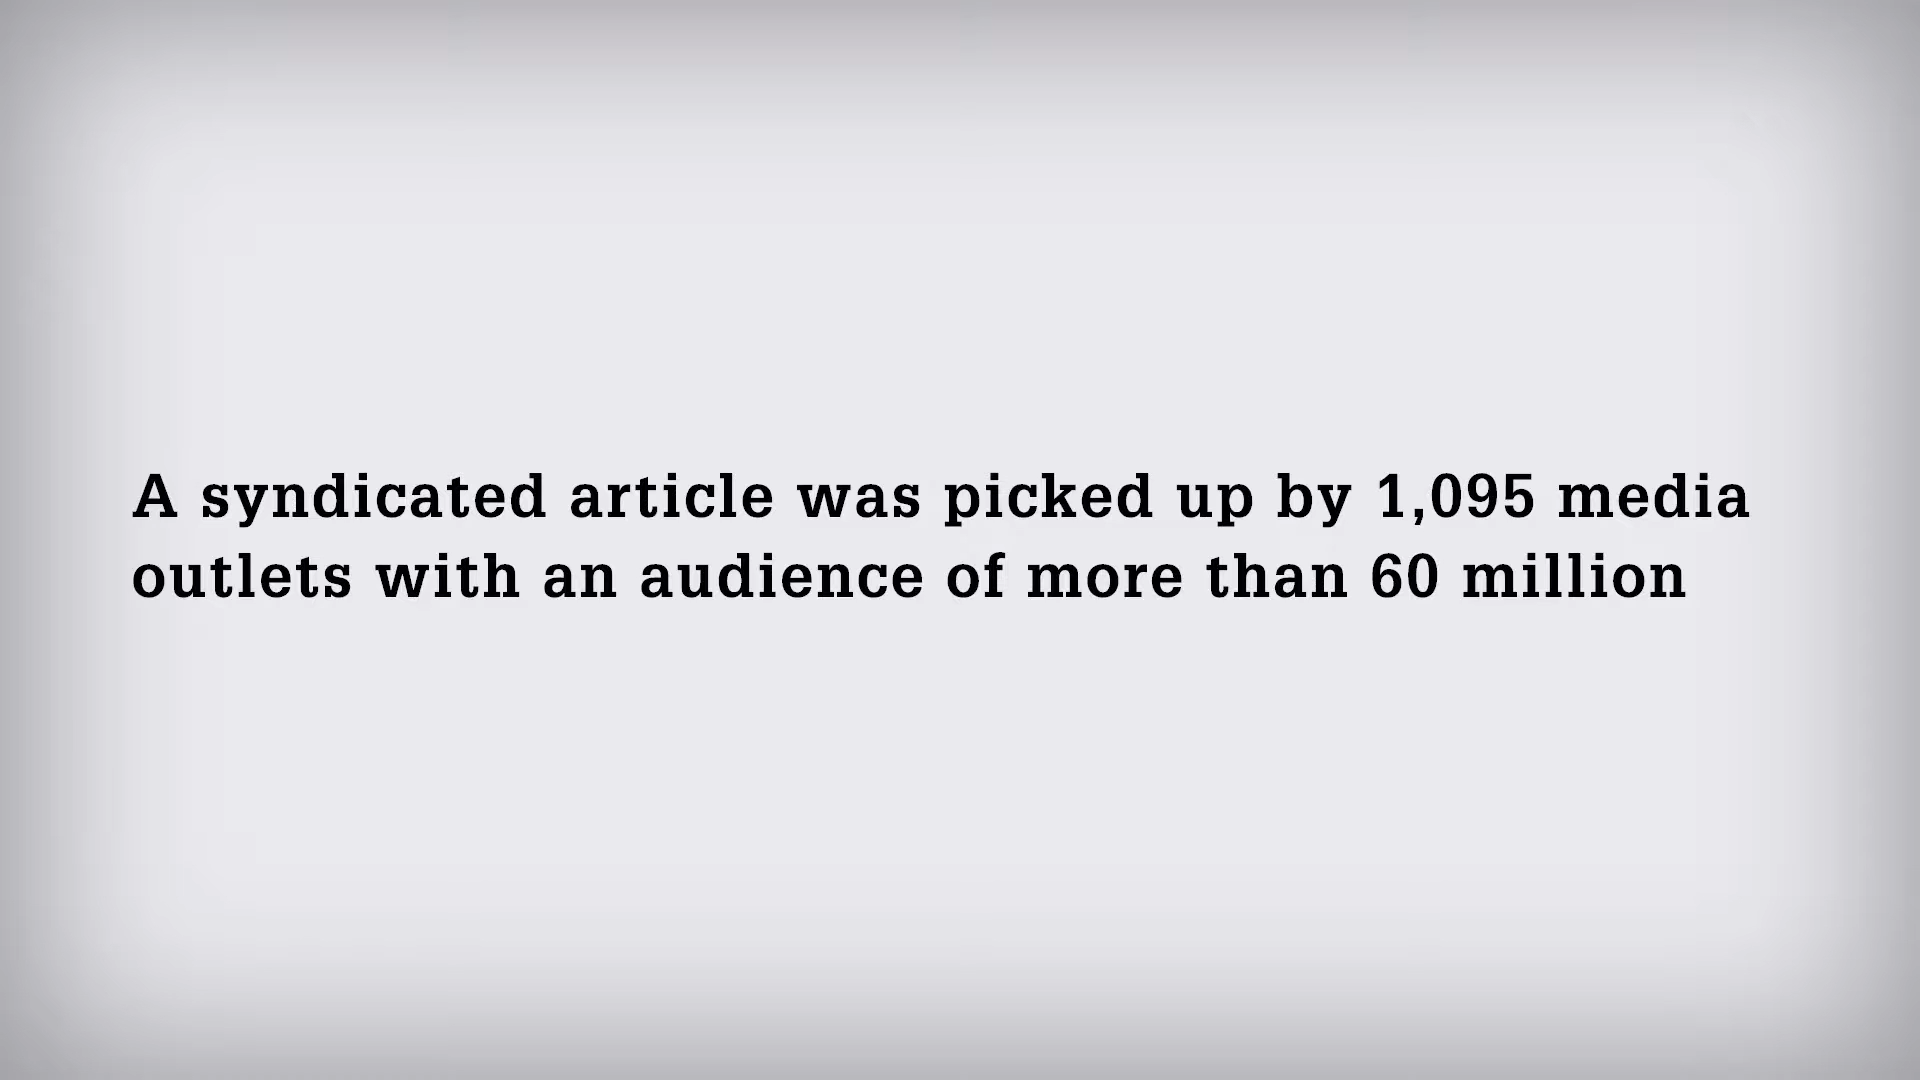 A syndicated article was picked up by 1,095 media
outlets with an audience of more than 60 million